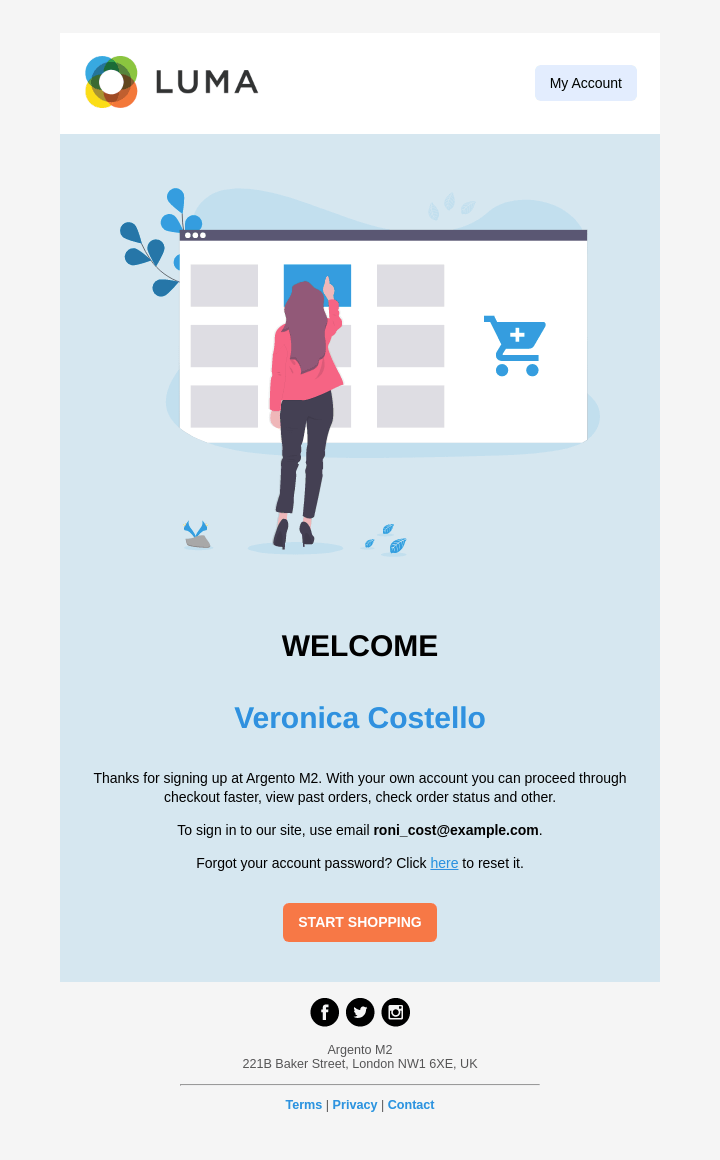 LUMA
My Account
WELCOME
Veronica Costello
Thanks for signing up at Argento M2. With your own account you can proceed through
checkout faster, view past orders, check order status and other.
To sign in to our site, use email roni_cost@example.com.
Forgot your account password? Click here to reset it.
START SHOPPING
Argento M2
221B Baker Street, London NW1 6XE, UK
Terms | Privacy | Contact